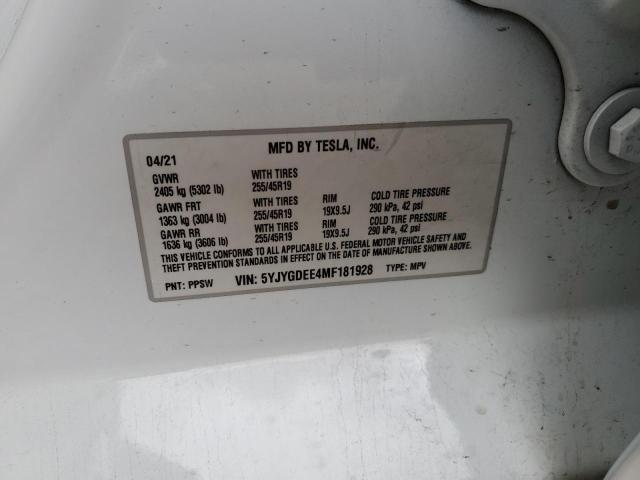 MFD BY TESLA, INC.
04/21
GVWR WITH TIRES
2405 kg (5302 lb) 255/45R19
GAWR FRT WITH TIRES RIM COLD TIRE PRESSURE
1363 kg (3004 lb) 255/45R19 19X9.5J 290 kPa, 42 psi
GAWR RR WITH TIRES RIM COLD TIRE PRESSURE
1636 kg (3606 lb) 255/45R19 19X9.5J 290 kPa, 42 psi
THIS VEHICLE CONFORMS TO ALL APPLICABLE U.S. FEDERAL MOTOR VEHICLE SAFETY AND
THEFT PREVENTION STANDARDS IN EFFECT ON THE DATE OF MANUFACTURE SHOWN ABOVE.
PNT: PPSW VIN: 5YJYGDEE4MF181928 TYPE: MPV